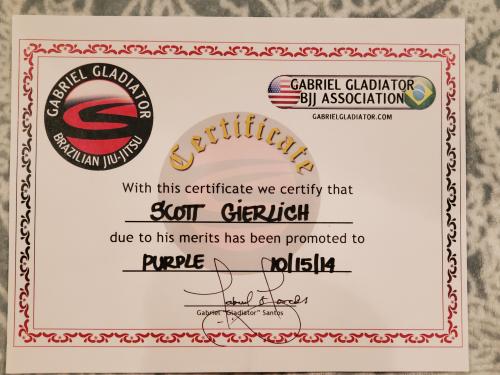 GABRIEL GLADIATOR
BRAZILIAN JIU-JITSU
GABRIEL GLADIATOR
BJJ ASSOCIATION
GABRIELGLADIATOR.COM
Certificate
With this certificate we certify that
SCOTT GIERLICH
due to his merits has been promoted to
PURPLE 10/15/14
Gabriel "Gladiator" Santos